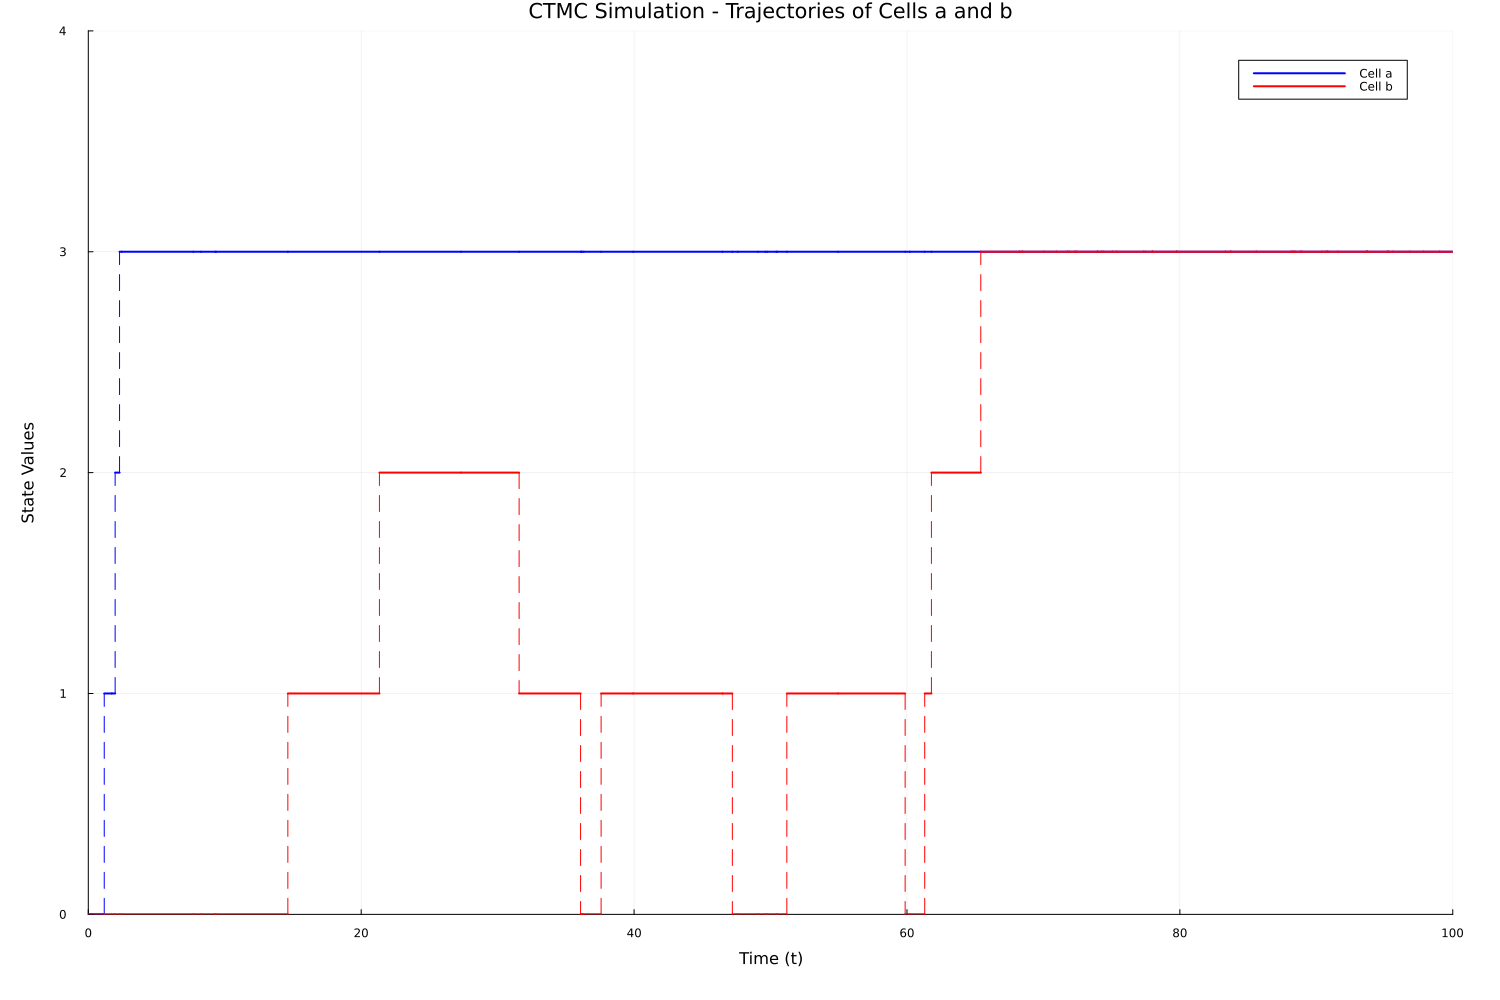 CTMC Simulation - Trajectories of Cells a and b
Cell a
Cell b
4
3
2
1
0
State Values
0 20 40 60 80 100
Time (t)